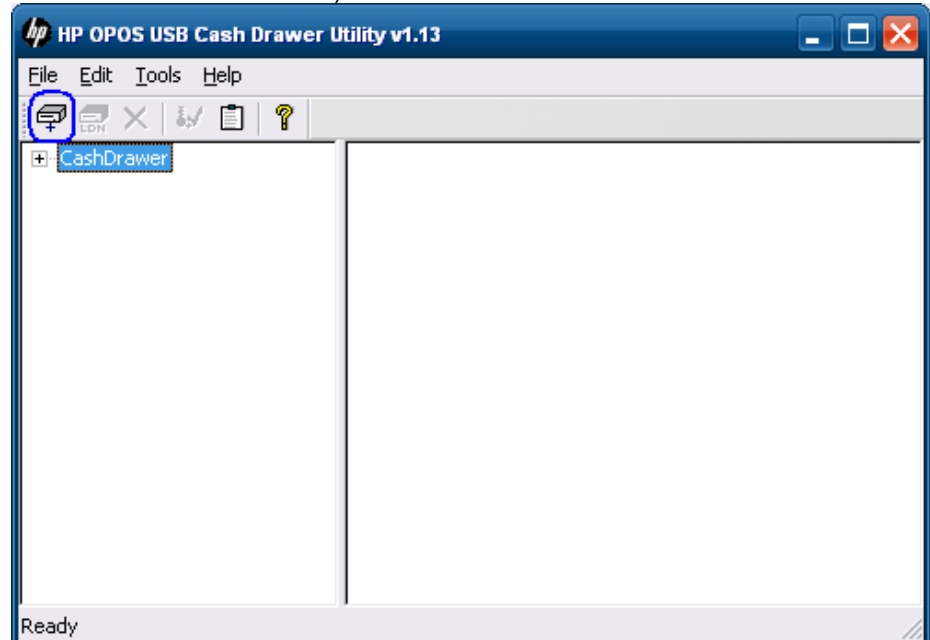 HP OPOS USB Cash Drawer Utility v1.13
File Edit Tools Help
LDN
CashDrawer
Ready